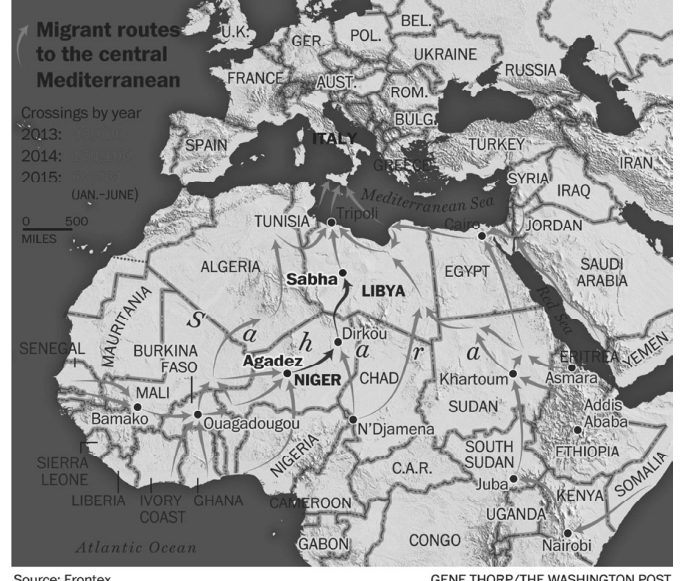 Migrant routes
to the central
Mediterranean
Crossings by year
2013:
2014:
2015:
(JAN.–JUNE)
0 500
MILES
U.K.
BEL.
GER.
POL.
UKRAINE
RUSSIA
FRANCE
AUST.
ROM.
BULG.
ITALY
SPAIN
GREECE
TURKEY
SYRIA
IRAQ
IRAN
Mediterranean Sea
TUNISIA
Tripoli
Cairo
JORDAN
ALGERIA
Sabha
LIBYA
EGYPT
SAUDI
ARABIA
Red Sea
MAURITANIA
Sahara
SENEGAL
BURKINA
FASO
Agadez
Dirkou
NIGER
CHAD
Khartoum
ERITREA
Asmara
YEMEN
MALI
Bamako
Ouagadougou
SUDAN
N'Djamena
Addis
Ababa
NIGERIA
SIERRA
LEONE
LIBERIA
IVORY
COAST
GHANA
CAMEROON
C.A.R.
SOUTH
SUDAN
Juba
ETHIOPIA
SOMALIA
KENYA
UGANDA
Nairobi
GABON
CONGO
Atlantic Ocean
Source: Frontex
GENE THORP/THE WASHINGTON POST